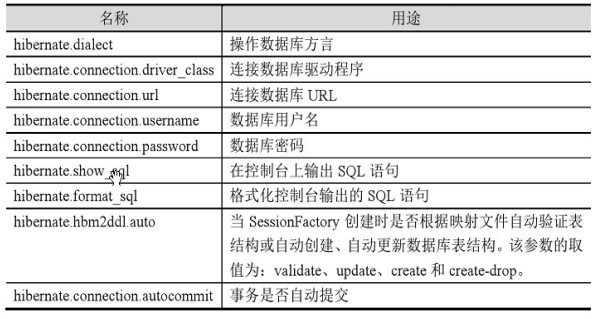 名称 用途
hibernate.dialect 操作数据库方言
hibernate.connection.driver_class 连接数据库驱动程序
hibernate.connection.url 连接数据库 URL
hibernate.connection.username 数据库用户名
hibernate.connection.password 数据库密码
hibernate.show_sql 在控制台上输出 SQL 语句
hibernate.format_sql 格式化控制台输出的 SQL 语句
hibernate.hbm2ddl.auto 当 SessionFactory 创建时是否根据映射文件自动验证表
结构或自动创建、自动更新数据库表结构。该参数的取
值为：validate、update、create 和 create-drop。
hibernate.connection.autocommit 事务是否自动提交